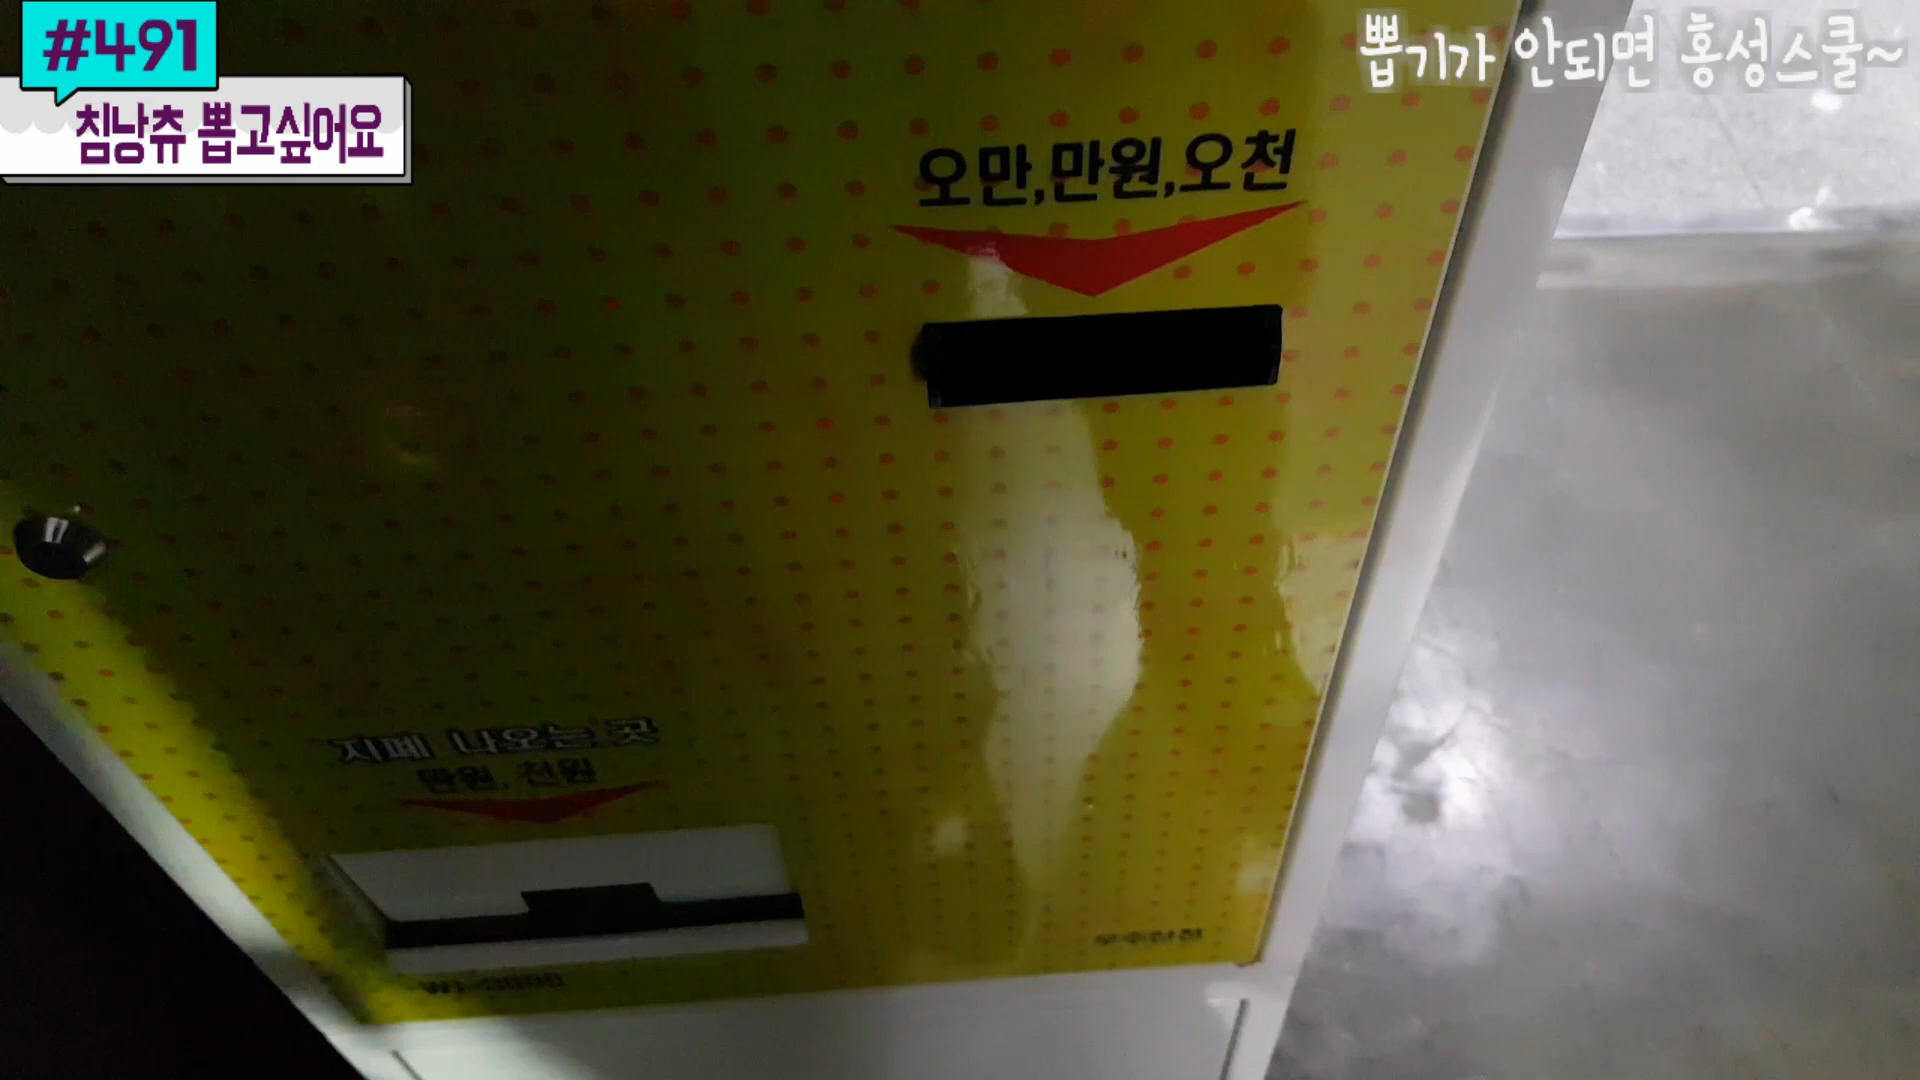 #491
침낭츄 뽑고싶어요
뽑기가 안되면 홍성스쿨~
오만,만원,오천
지폐 나오는 곳
만원, 천원